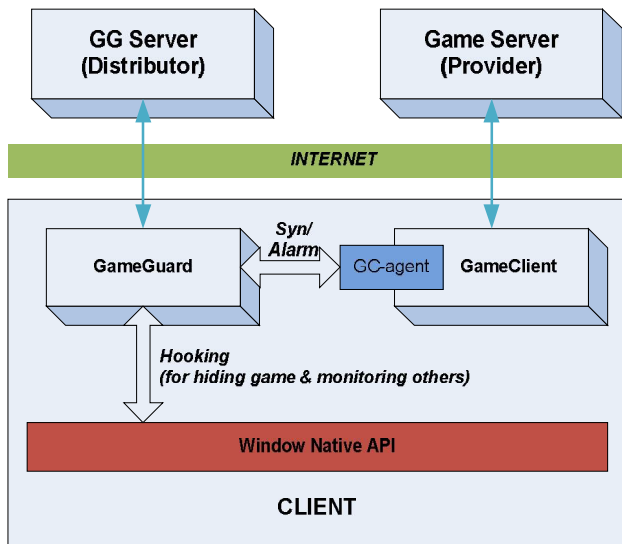 GG Server
(Distributor)
Game Server
(Provider)
INTERNET
Syn/
Alarm
GameGuard
GC-agent
GameClient
Hooking
(for hiding game & monitoring others)
Window Native API
CLIENT